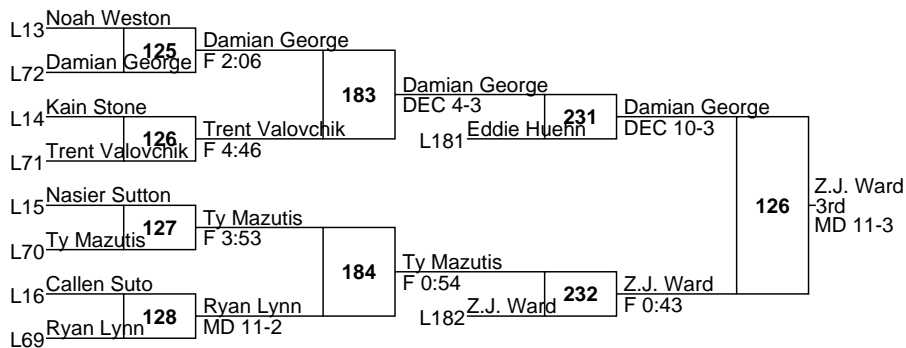 L13 Noah Weston
125
L72 Damian George
Damian George
F 2:06
183
L14 Kain Stone
126
L71 Trent Valovchik
Trent Valovchik
F 4:46
Damian George
DEC 4-3
L181 Eddie Huenn
231
Damian George
DEC 10-3
L15 Nasier Sutton
127
L70 Ty Mazutis
Ty Mazutis
F 3:53
184
L16 Callen Suto
128
L69 Ryan Lynn
Ryan Lynn
MD 11-2
Ty Mazutis
F 0:54
L182 Z.J. Ward
232
Z.J. Ward
F 0:43
126
Z.J. Ward
3rd
MD 11-3